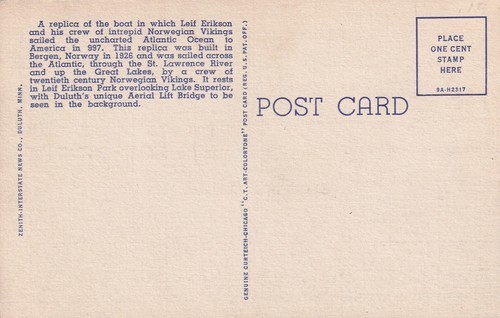 A replica of the boat in which Leif Erikson
and his crew of intrepid Norwegian Vikings
sailed the uncharted Atlantic Ocean to
America in 997. This replica was built in
Bergen, Norway in 1926 and was sailed across
the Atlantic, through the St. Lawrence River
and up the Great Lakes, by a crew of
twentieth century Norwegian Vikings. It rests
in Leif Erikson Park overlooking Lake Superior,
with Duluth's unique Aerial Lift Bridge to be
seen in the background.
ZENITH-INTERSTATE NEWS CO., DULUTH, MINN.
GENUINE CURTEICH-CHICAGO "C.T. ART-COLORTONE" POST CARD (REG. U.S. PAT. OFF.)
POST CARD
PLACE
ONE CENT
STAMP
HERE
9A-H2317